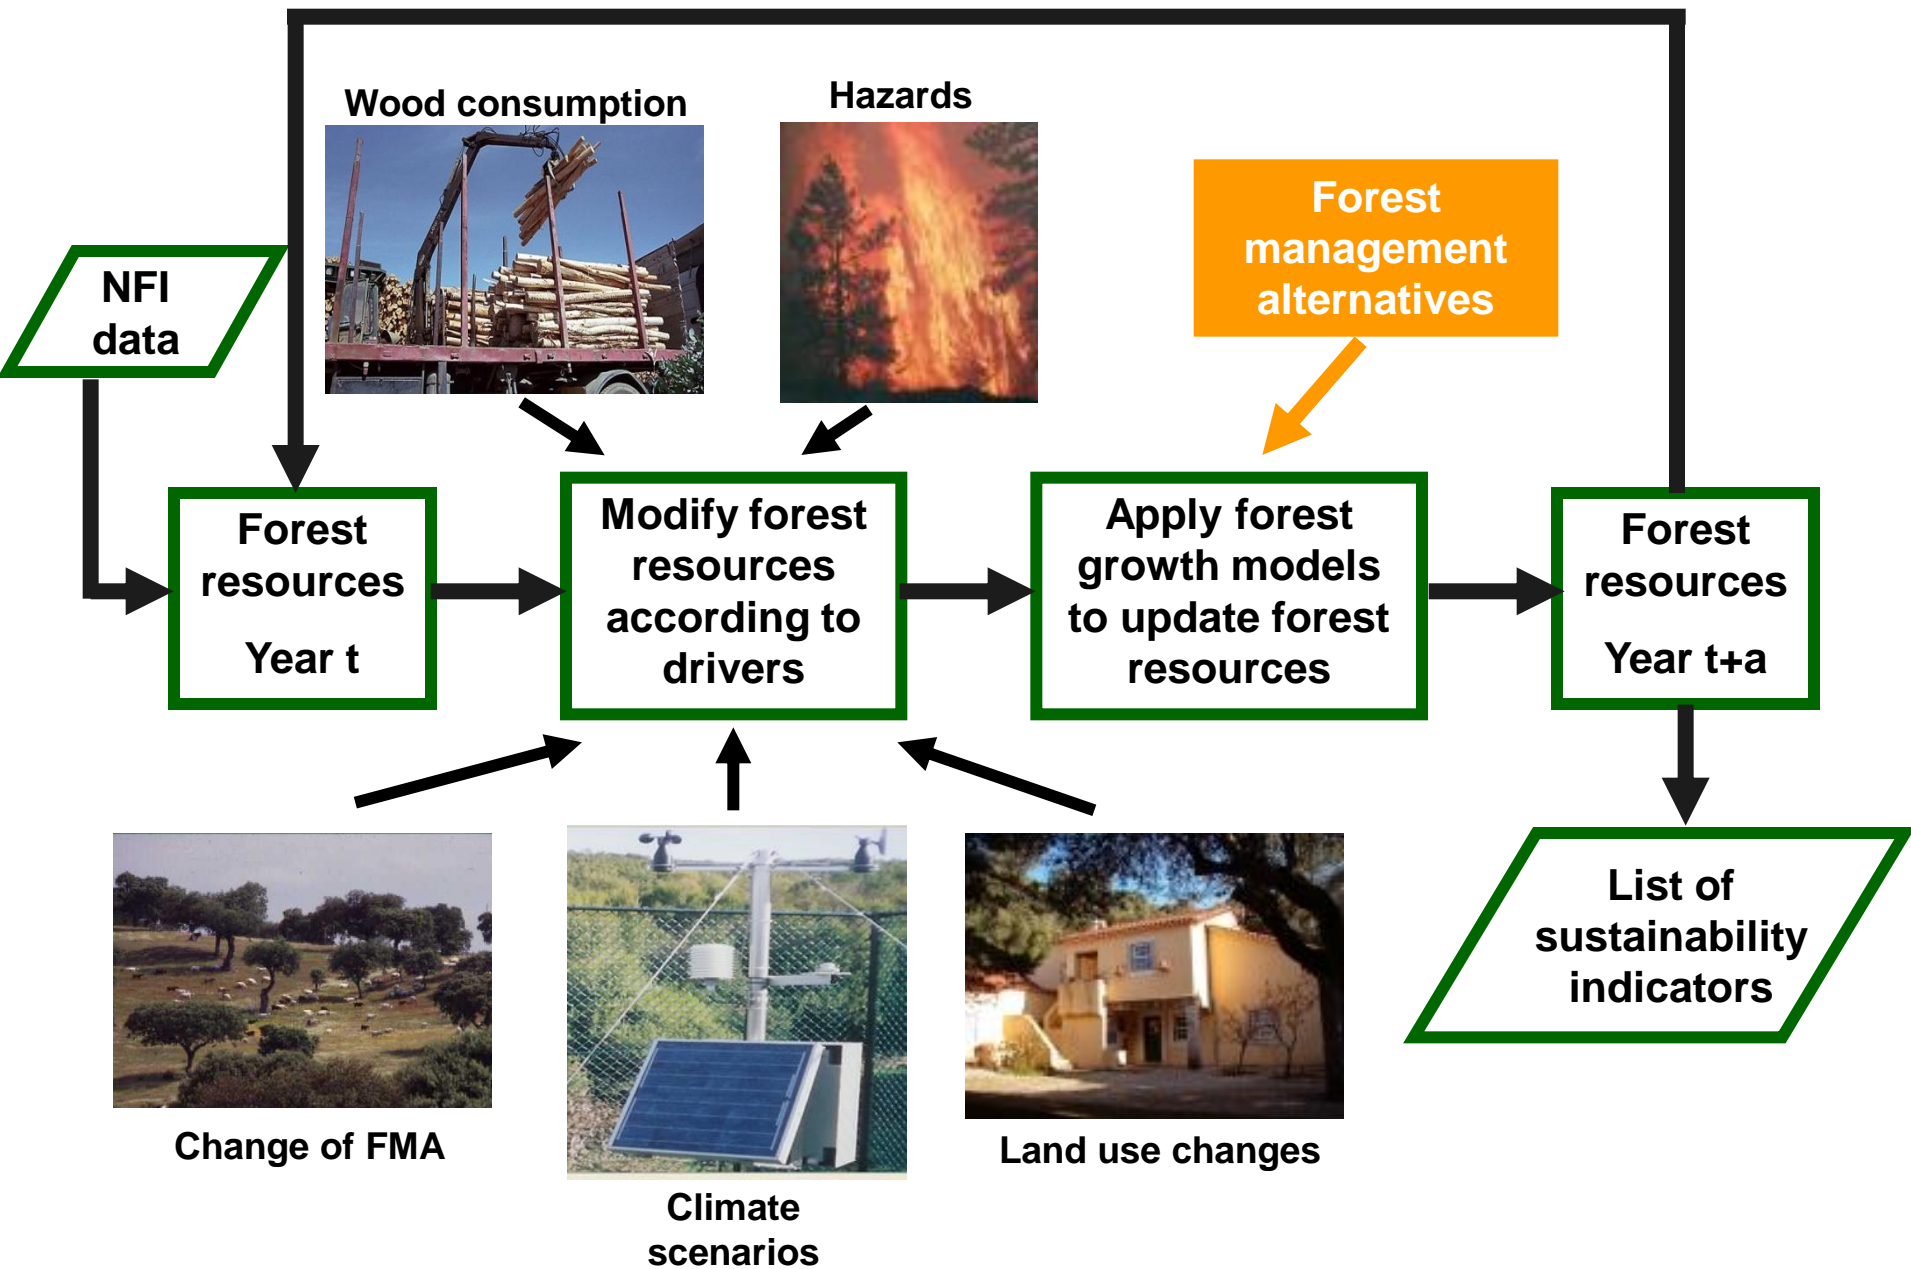 Wood consumption
Hazards
Forest
management
alternatives
NFI
data
Forest
resources
Year t
Modify forest
resources
according to
drivers
Apply forest
growth models
to update forest
resources
Forest
resources
Year t+a
List of
sustainability
indicators
Change of FMA
Climate
scenarios
Land use changes